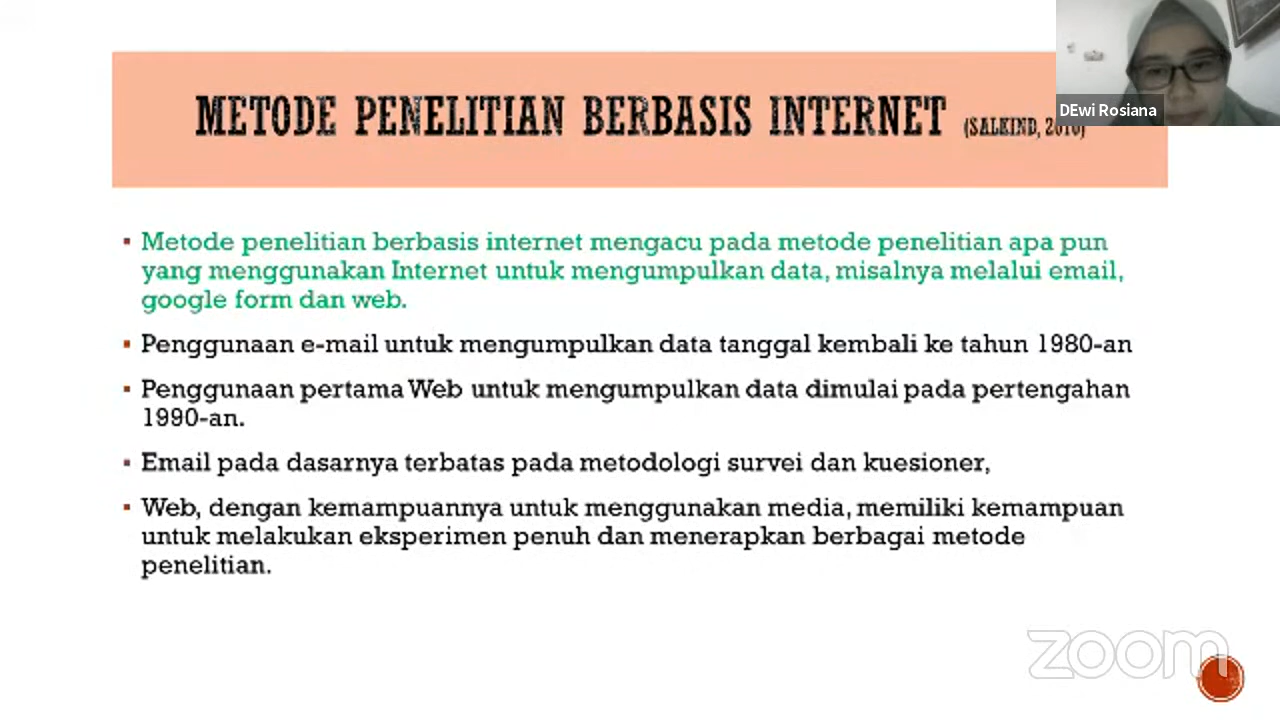 METODE PENELITIAN BERBASIS INTERNET (SALKIND, 2010)
DEwi Rosiana
Metode penelitian berbasis internet mengacu pada metode penelitian apa pun
yang menggunakan Internet untuk mengumpulkan data, misalnya melalui email,
google form dan web.
Penggunaan e-mail untuk mengumpulkan data tanggal kembali ke tahun 1980-an
Penggunaan pertama Web untuk mengumpulkan data dimulai pada pertengahan
1990-an.
Email pada dasarnya terbatas pada metodologi survei dan kuesioner,
Web, dengan kemampuannya untuk menggunakan media, memiliki kemampuan
untuk melakukan eksperimen penuh dan menerapkan berbagai metode
penelitian.
zoom